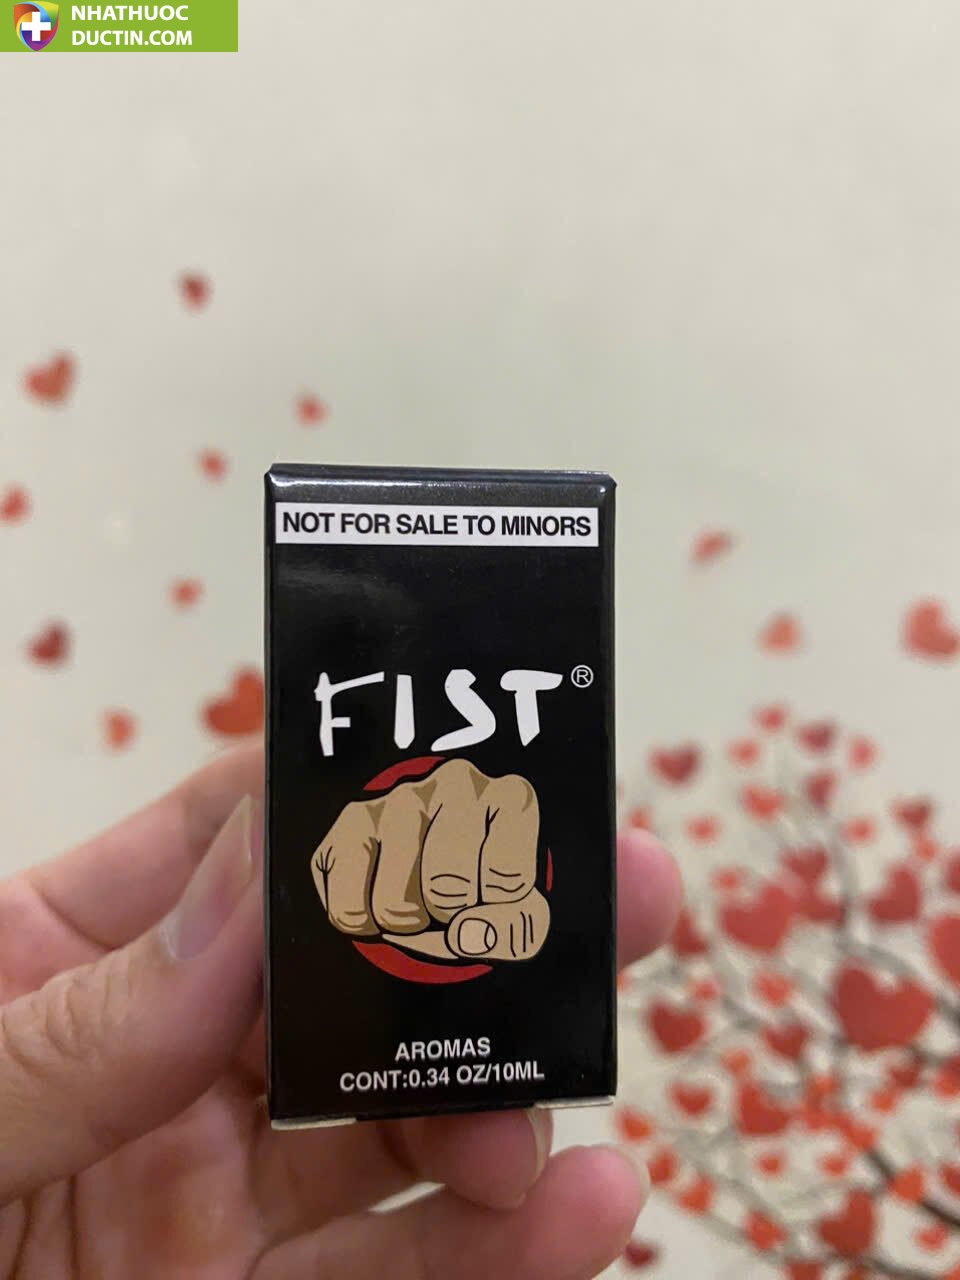 NHATHUOC
DUCTIN.COM
NOT FOR SALE TO MINORS
FIST®
AROMAS
CONT:0.34 OZ/10ML